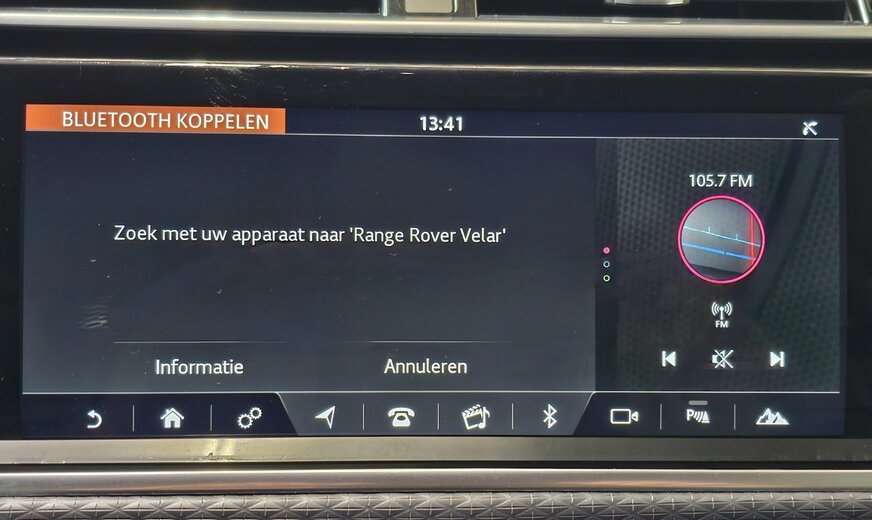 BLUETOOTH KOPPELEN
13:41
105.7 FM
Zoek met uw apparaat naar 'Range Rover Velar'
FM
Informatie
Annuleren
P